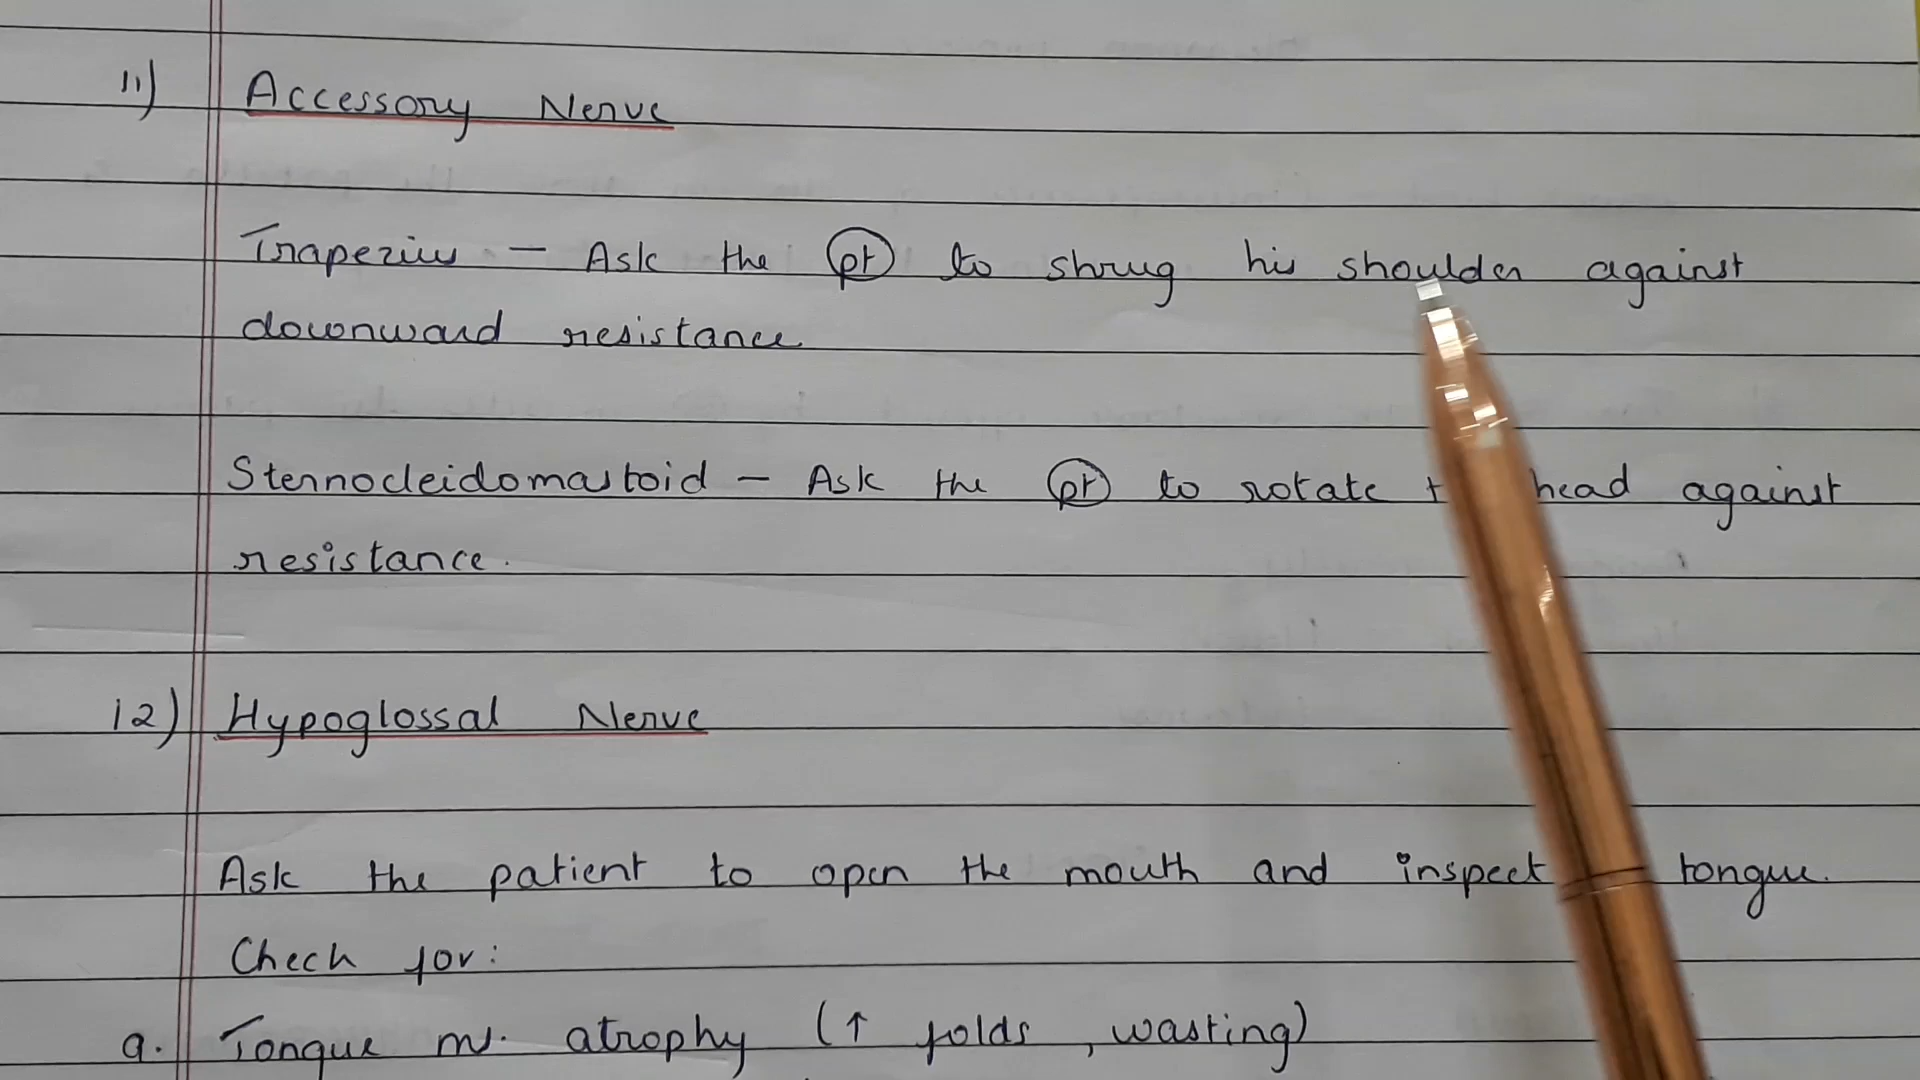 11) Accessory Nerve
Trapezius - Ask the pt to shrug his shoulder against
downward resistance
Sternocleidomastoid - Ask the pt to rotate head against
resistance.
12) Hypoglossal Nerve
Ask the patient to open the mouth and inspect tongue.
Check for:
a. Tongue ms. atrophy (↑ folds, wasting)